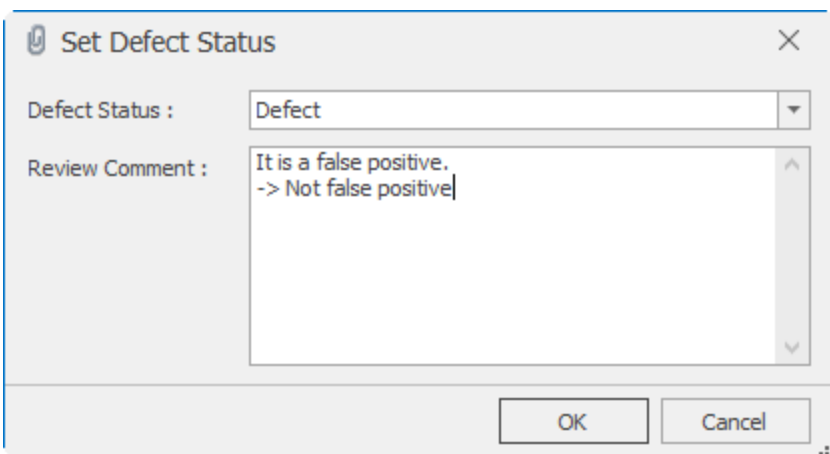 Set Defect Status
Defect Status : Defect
Review Comment : It is a false positive.
-> Not false positive
OK Cancel